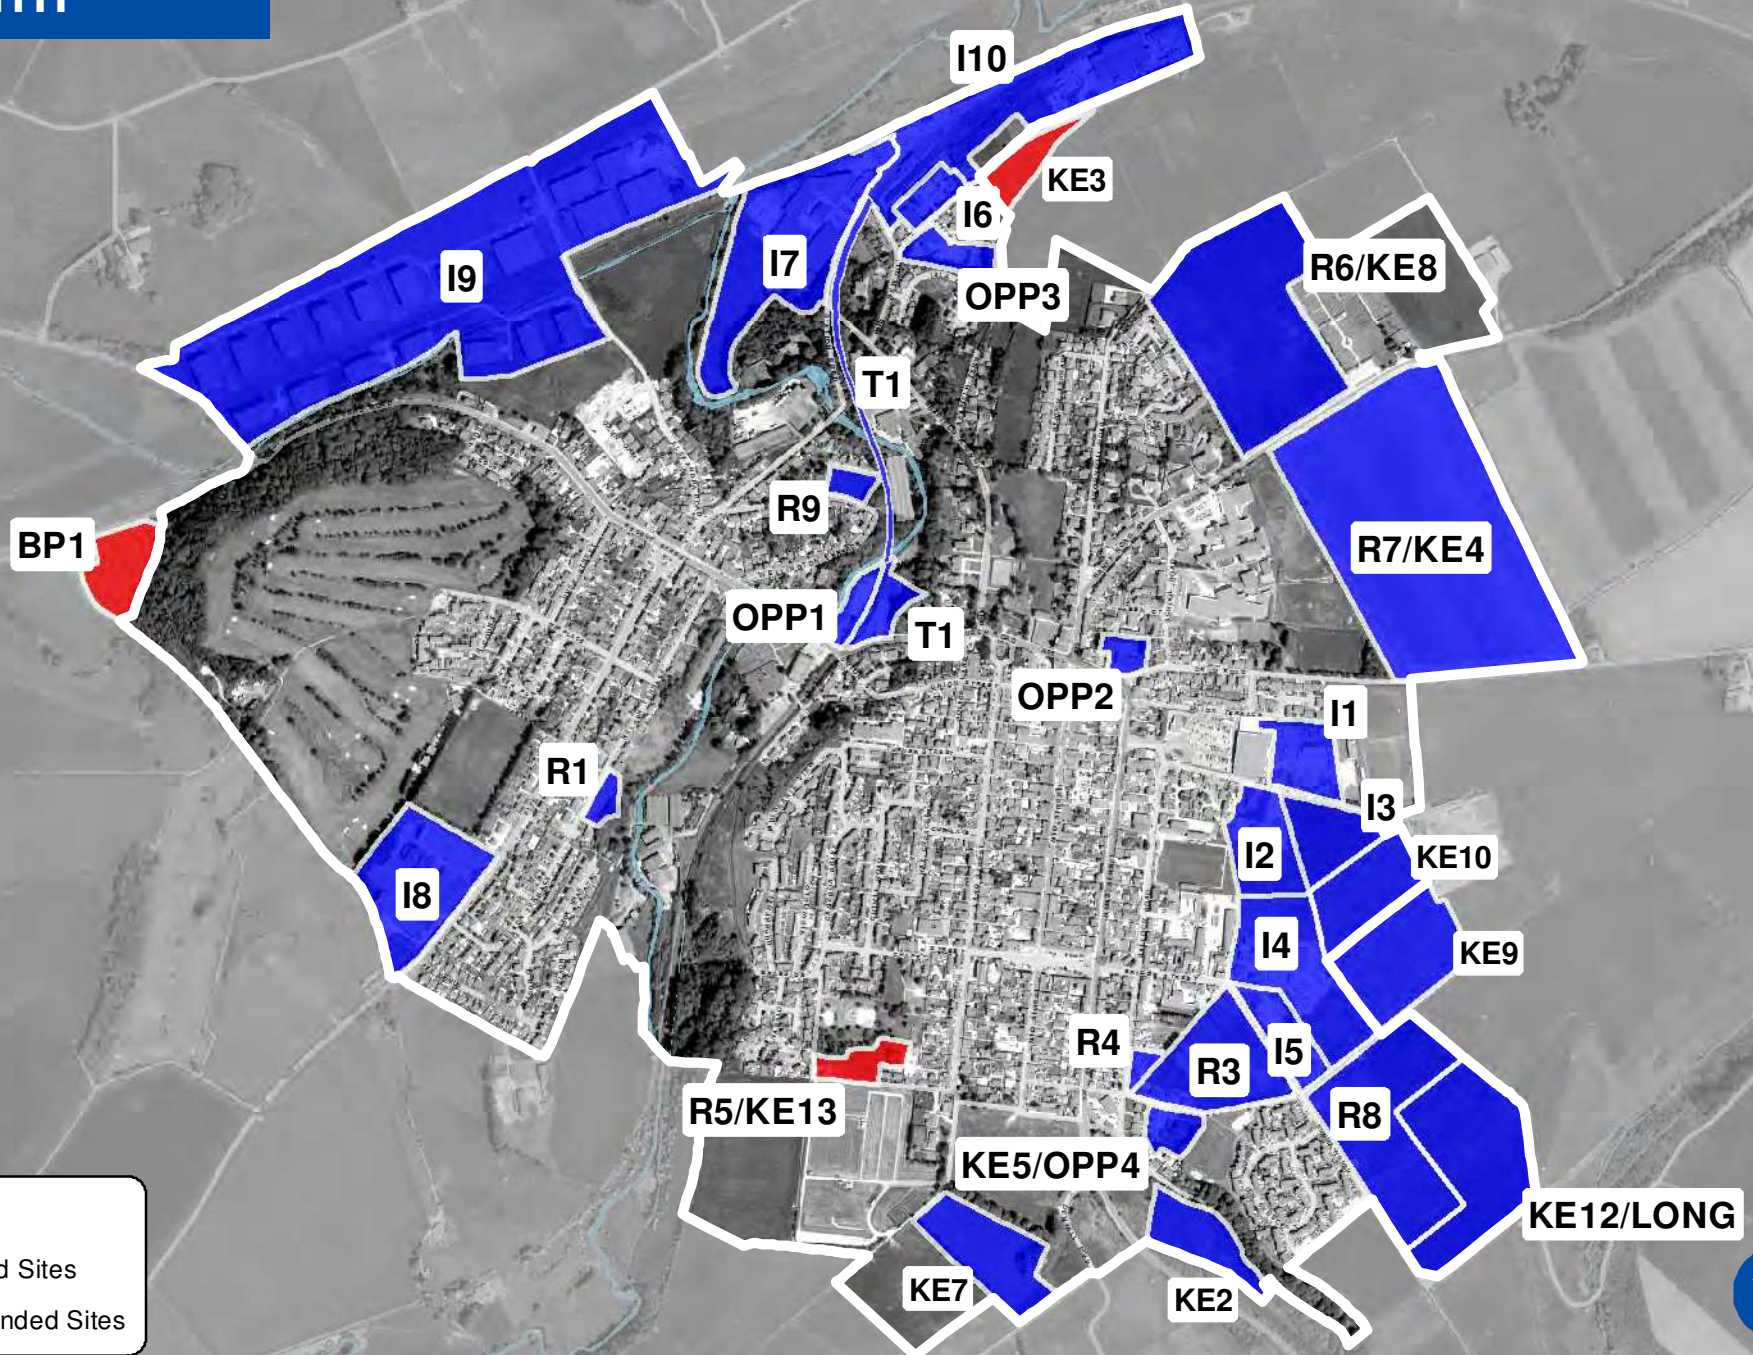 I10
KE3
I6
I7
R6/KE8
I9
OPP3
T1
R9
BP1
R7/KE4
OPP1
T1
OPP2
I1
R1
I3
I2
KE10
I8
I4
KE9
R4
I5
R3
R5/KE13
R8
KE5/OPP4
KE12/LONG
KE7
KE2
d Sites
nded Sites